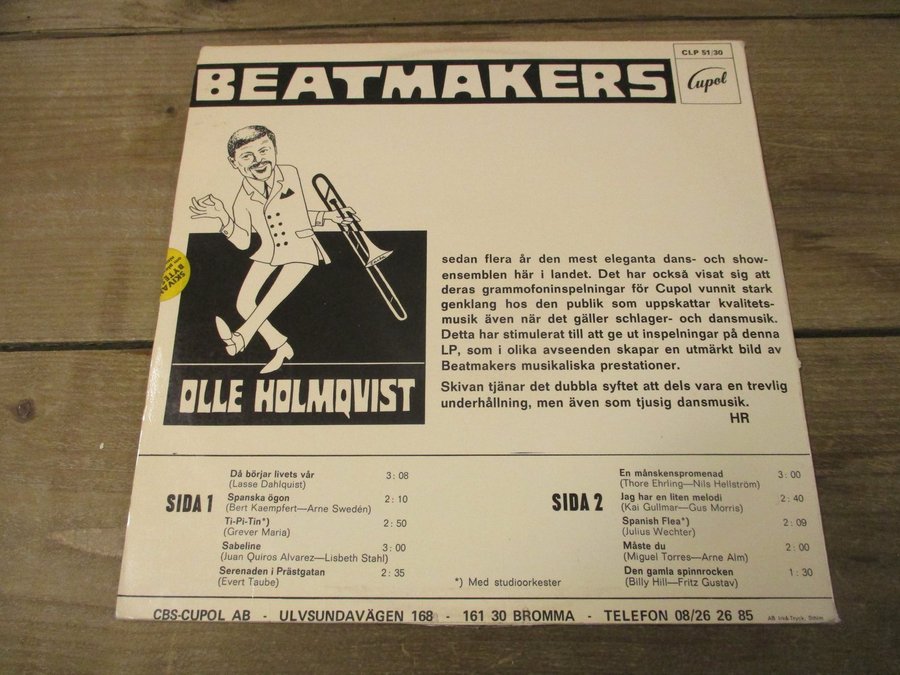 CLP 51/30
BEATMAKERS
Cupol
sedan flera år den mest eleganta dans- och show-
ensemblen här i landet. Det har också visat sig att
deras grammofoninspelningar för Cupol vunnit stark
genklang hos den publik som uppskattar kvalitets-
musik även när det gäller schlager- och dansmusik.
Detta har stimulerat till att ge ut inspelningar på denna
LP, som i olika avseenden skapar en utmärkt bild av
Beatmakers musikaliska prestationer.
Skivan tjänar det dubbla syftet att dels vara en trevlig
underhållning, men även som tjusig dansmusik.
HR
SKIVAN
BYTES
OLLE HOLMQVIST
SIDA 1
Då börjar livets vår 3:08
(Lasse Dahlquist)
Spanska ögon 2:10
(Bert Kaempfert—Arne Swedén)
Ti-Pi-Tin*) 2:50
(Grever Maria)
Sabeline 3:00
(Juan Quiros Alvarez—Lisbeth Stahl)
Serenaden i Prästgatan 2:35
(Evert Taube)
SIDA 2
En månskenspromenad 3:00
(Thore Ehrling—Nils Hellström)
Jag har en liten melodi 2:40
(Kai Gullmar—Gus Morris)
Spanish Flea*) 2:09
(Julius Wechter)
Måste du 2:00
(Miguel Torres—Arne Alm)
Den gamla spinnrocken 1:30
(Billy Hill—Fritz Gustav)
*) Med studioorkester
CBS-CUPOL AB - ULVSUNDAVÄGEN 168 - 161 30 BROMMA - TELEFON 08/26 26 85